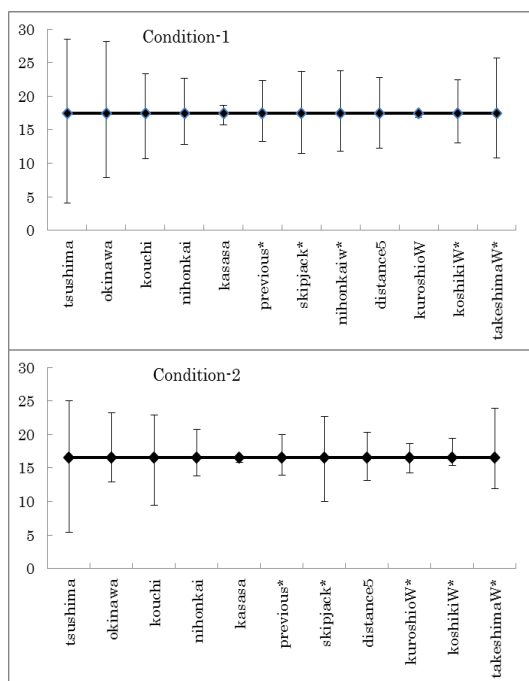 Condition-1
30
25
20
15
10
5
0
tsushima
okinawa
kouchi
nihonkai
kasasa
previous*
skipjack*
nihonkaiw*
distance5
kuroshioW
koshikiW*
takeshimaW*
Condition-2
30
25
20
15
10
5
0
tsushima
okinawa
kouchi
nihonkai
kasasa
previous*
skipjack*
distance5
kuroshioW*
koshikiW*
takeshimaW*